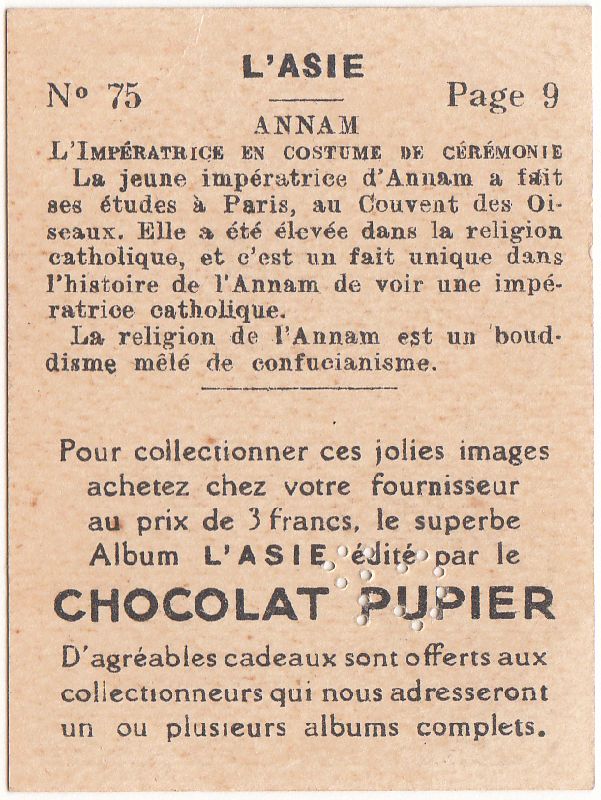 L'ASIE
Nº 75
Page 9
ANNAM
L'IMPÉRATRICE EN COSTUME DE CÉRÉMONIE
La jeune impératrice d'Annam a fait
ses études à Paris, au Couvent des Oi-
seaux. Elle a été élevée dans la religion
catholique, et c'est un fait unique dans
l'histoire de l'Annam de voir une impé-
ratrice catholique.
La religion de l'Annam est un boud-
disme mêlé de confucianisme.
Pour collectionner ces jolies images
achetez chez votre fournisseur
au prix de 3 francs, le superbe
Album L'ASIE édité par le
CHOCOLAT PUPIER
D'agréables cadeaux sont offerts aux
collectionneurs qui nous adresseront
un ou plusieurs albums complets.